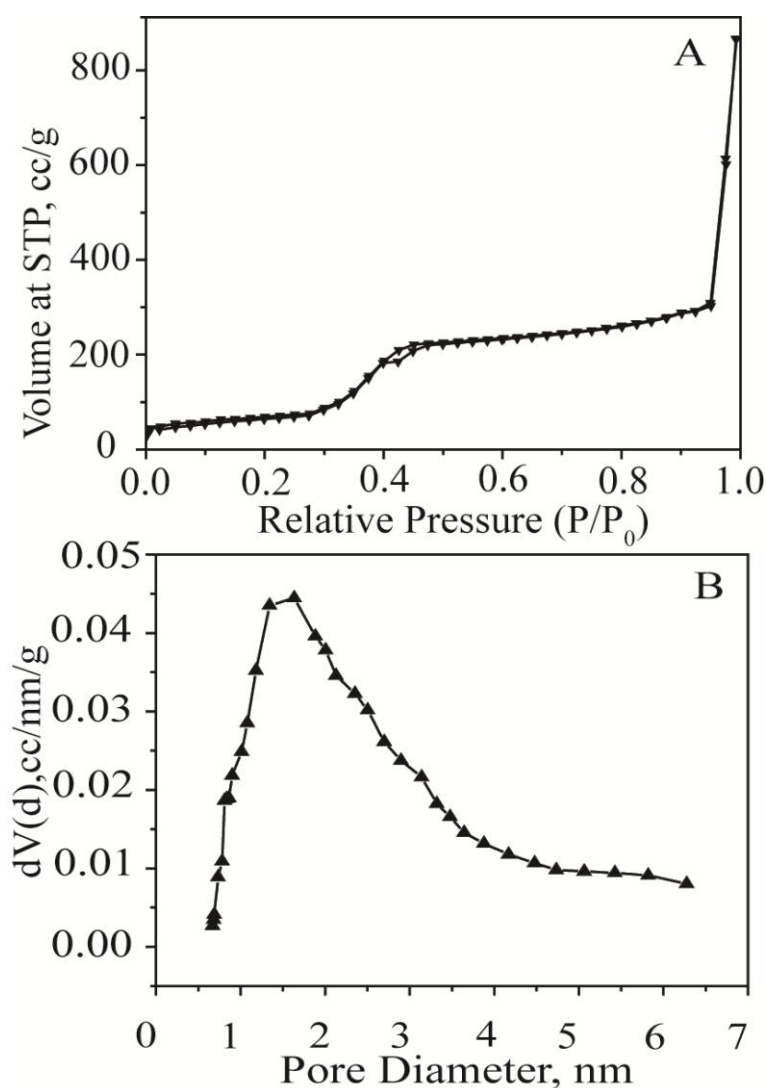 A
800
600
400
200
0
Volume at STP, cc/g
0.0 0.2 0.4 0.6 0.8 1.0
Relative Pressure (P/P₀)
B
0.05
0.04
0.03
0.02
0.01
0.00
dV(d),cc/nm/g
0 1 2 3 4 5 6 7
Pore Diameter, nm